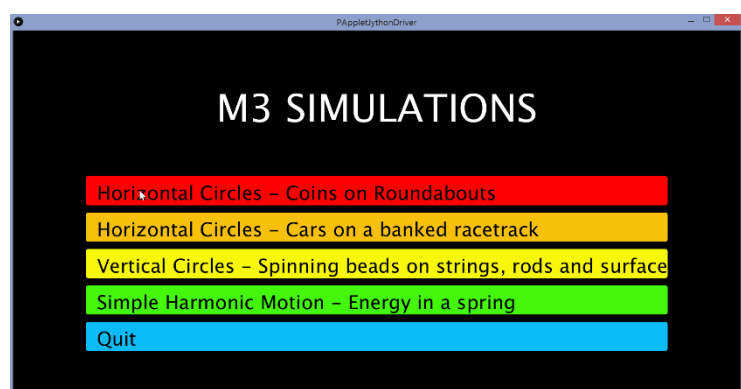 PAppletJythonDriver
M3 SIMULATIONS
Horizontal Circles – Coins on Roundabouts
Horizontal Circles – Cars on a banked racetrack
Vertical Circles – Spinning beads on strings, rods and surface
Simple Harmonic Motion – Energy in a spring
Quit